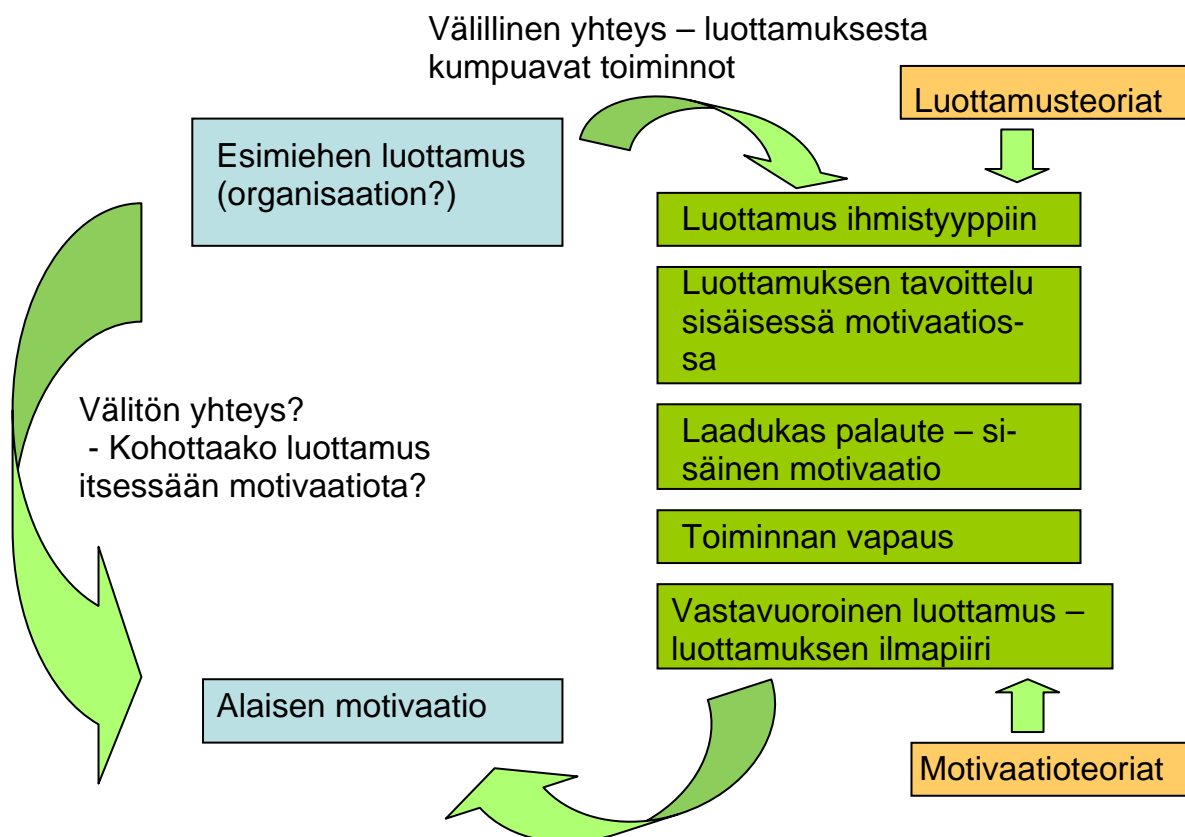 Välillinen yhteys – luottamuksesta
kumpuavat toiminnot
Luottamusteoriat
Esimiehen luottamus
(organisaation?)
Luottamus ihmistyyppiin
Luottamuksen tavoittelu
sisäisessä motivaatios-
sa
Välitön yhteys?
- Kohottaako luottamus
itsessään motivaatiota?
Laadukas palaute – si-
säinen motivaatio
Toiminnan vapaus
Vastavuoroinen luottamus –
luottamuksen ilmapiiri
Alaisen motivaatio
Motivaatioteoriat